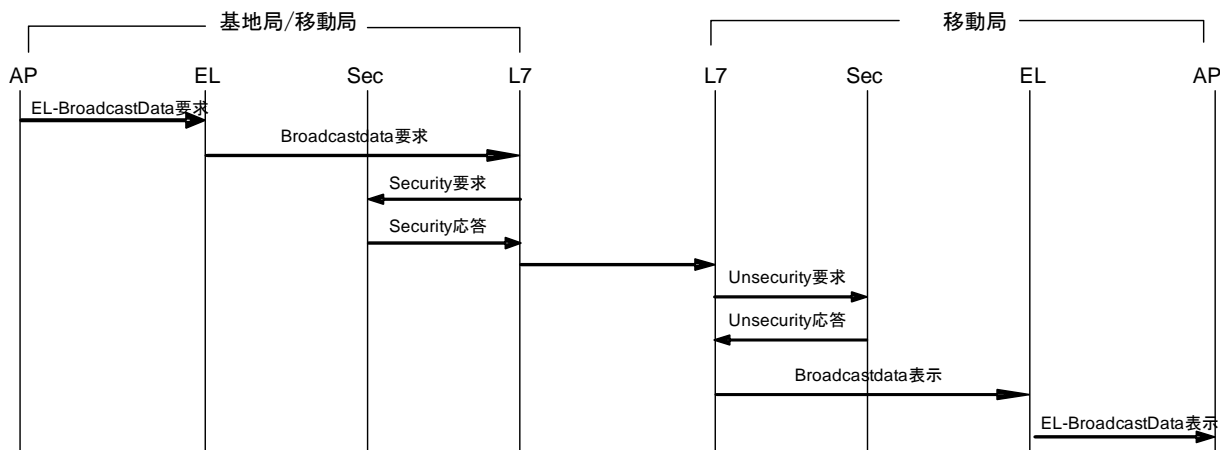 基地局/移動局
移動局
AP
EL
Sec
L7
L7
Sec
EL
AP
EL-BroadcastData要求
Broadcastdata要求
Security要求
Security応答
Unsecurity要求
Unsecurity応答
Broadcastdata表示
EL-BroadcastData表示